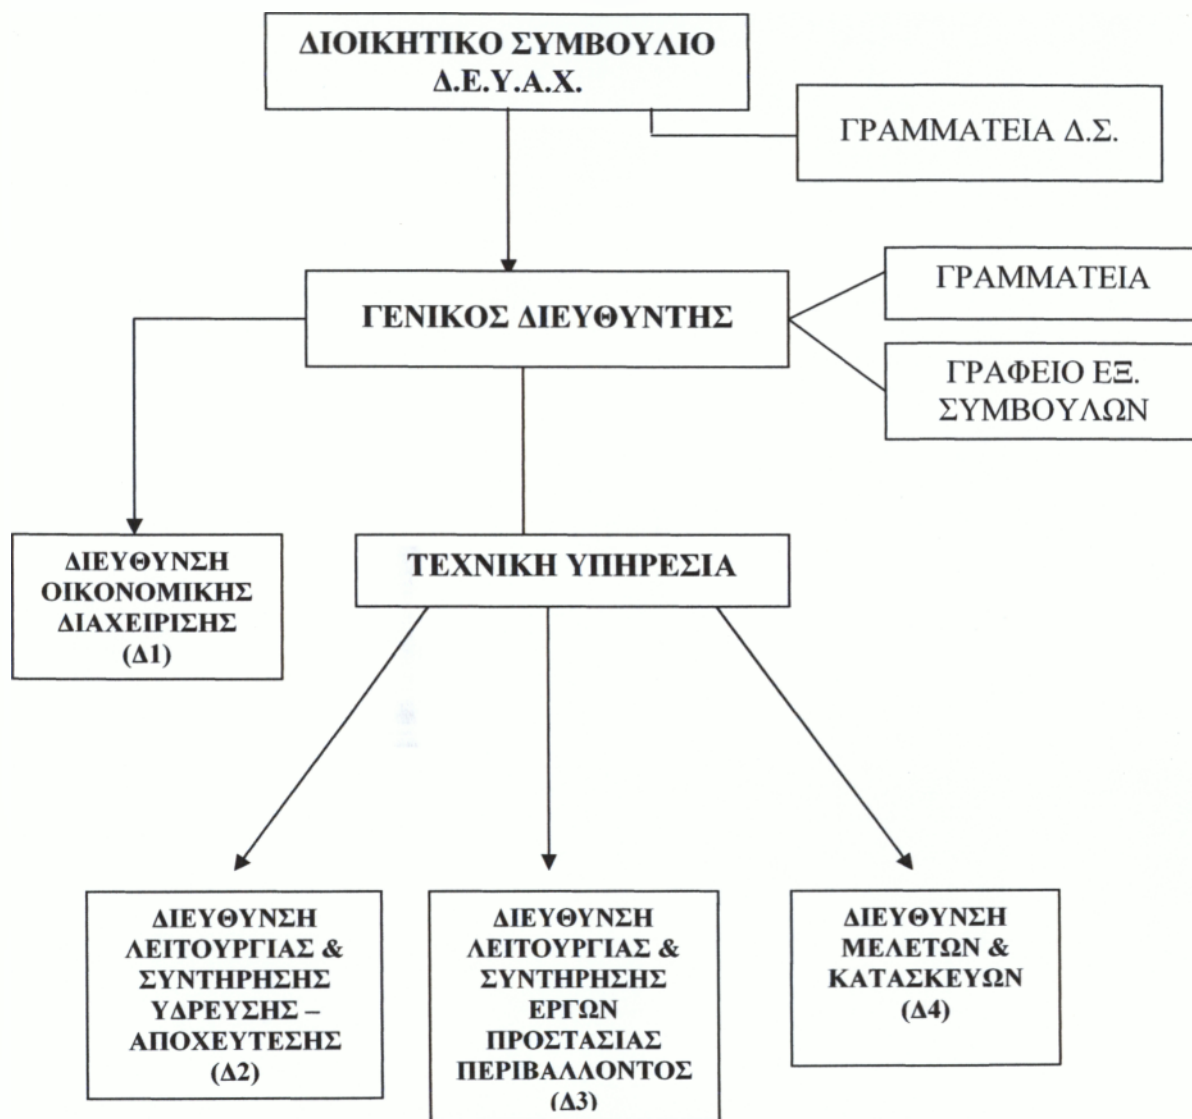 ΔΙΟΙΚΗΤΙΚΟ ΣΥΜΒΟΥΛΙΟ
Δ.Ε.Υ.Α.Χ.
ΓΡΑΜΜΑΤΕΙΑ Δ.Σ.
ΓΕΝΙΚΟΣ ΔΙΕΥΘΥΝΤΗΣ
ΓΡΑΜΜΑΤΕΙΑ
ΓΡΑΦΕΙΟ ΕΞ.
ΣΥΜΒΟΥΛΩΝ
ΔΙΕΥΘΥΝΣΗ
ΟΙΚΟΝΟΜΙΚΗΣ
ΔΙΑΧΕΙΡΙΣΗΣ
(Δ1)
ΤΕΧΝΙΚΗ ΥΠΗΡΕΣΙΑ
ΔΙΕΥΘΥΝΣΗ
ΛΕΙΤΟΥΡΓΙΑΣ &
ΣΥΝΤΗΡΗΣΗΣ
ΥΔΡΕΥΣΗΣ –
ΑΠΟΧΕΥΤΕΣΗΣ
(Δ2)
ΔΙΕΥΘΥΝΣΗ
ΛΕΙΤΟΥΡΓΙΑΣ &
ΣΥΝΤΗΡΗΣΗΣ
ΕΡΓΩΝ
ΠΡΟΣΤΑΣΙΑΣ
ΠΕΡΙΒΑΛΛΟΝΤΟΣ
(Δ3)
ΔΙΕΥΘΥΝΣΗ
ΜΕΛΕΤΩΝ &
ΚΑΤΑΣΚΕΥΩΝ
(Δ4)